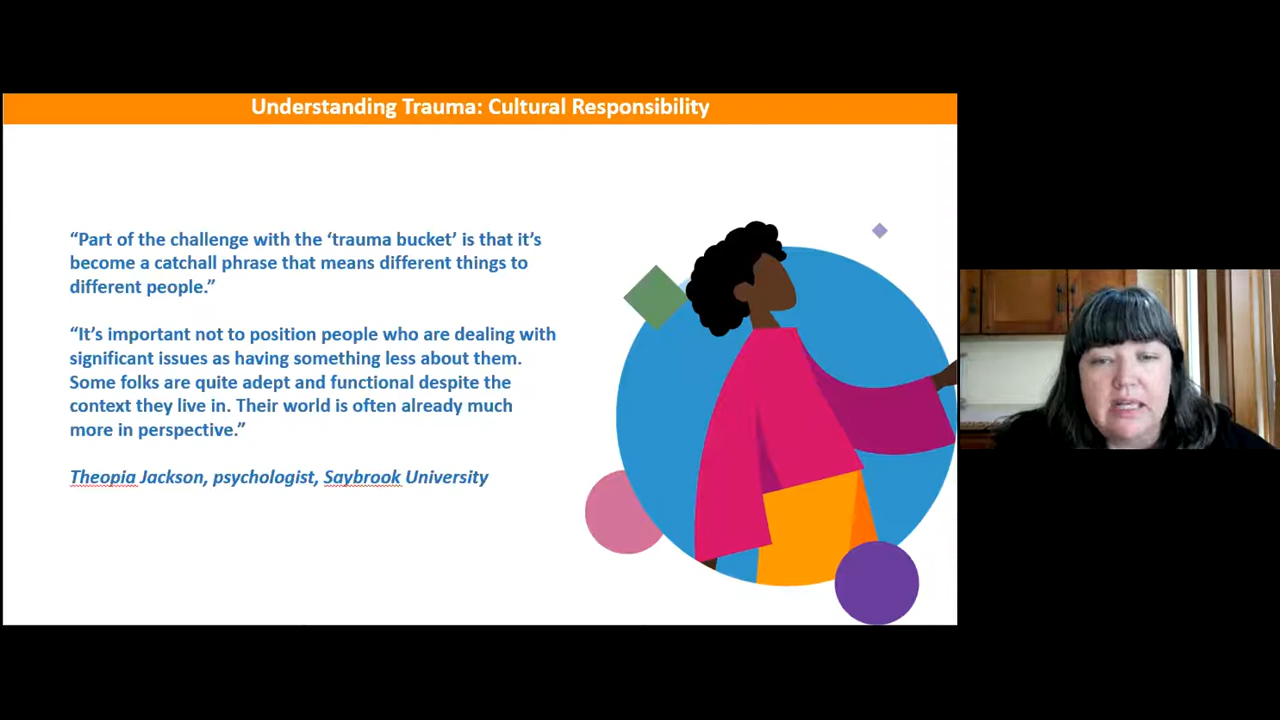 Understanding Trauma: Cultural Responsibility
“Part of the challenge with the ‘trauma bucket’ is that it’s
become a catchall phrase that means different things to
different people.”
“It’s important not to position people who are dealing with
significant issues as having something less about them.
Some folks are quite adept and functional despite the
context they live in. Their world is often already much
more in perspective.”
Theopia Jackson, psychologist, Saybrook University